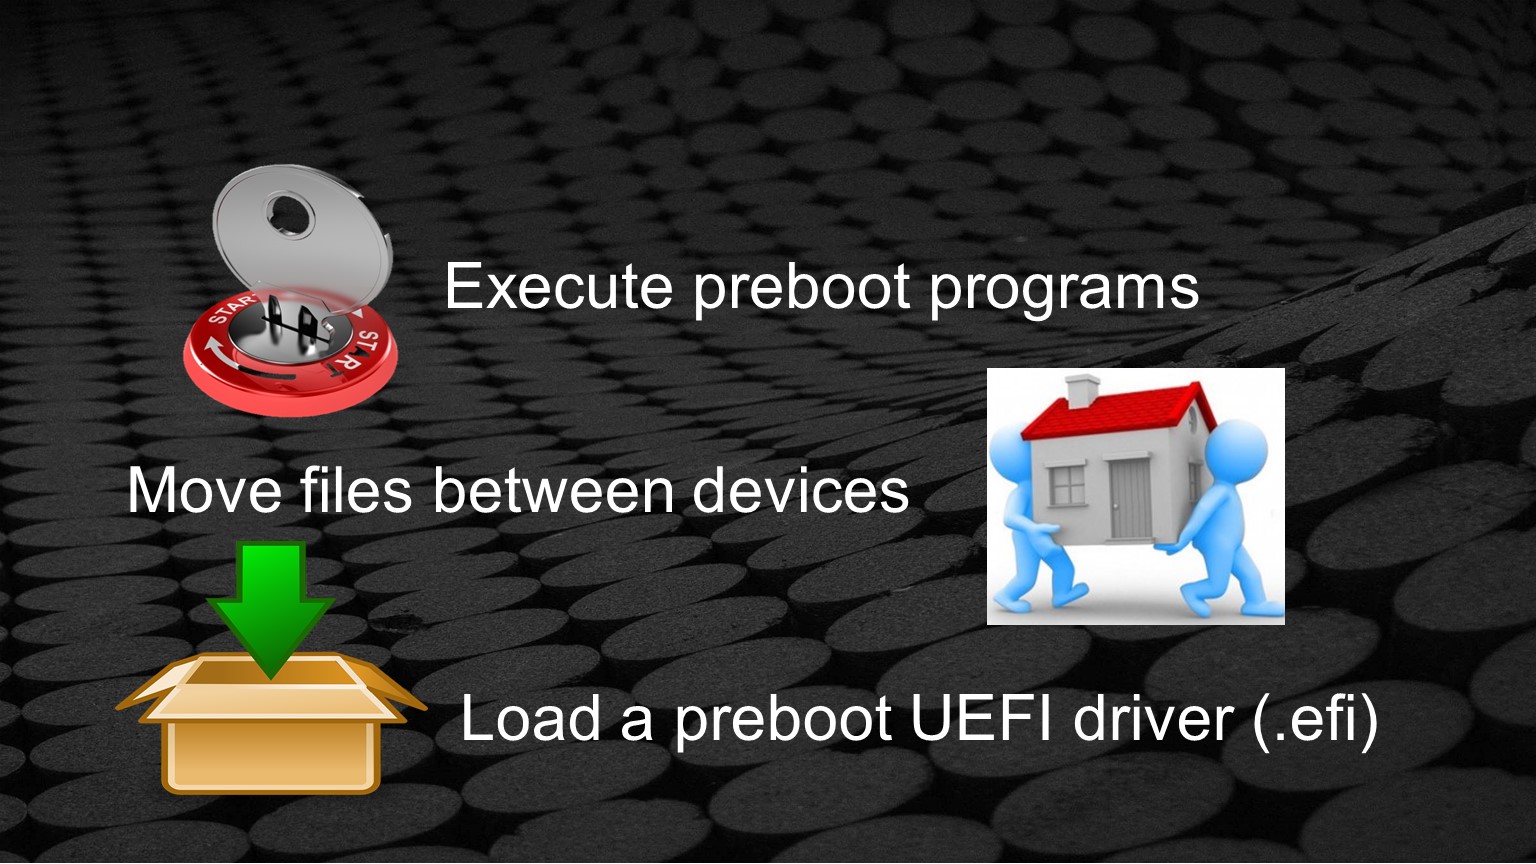 START
START
Execute preboot programs
Move files between devices
Load a preboot UEFI driver (.efi)